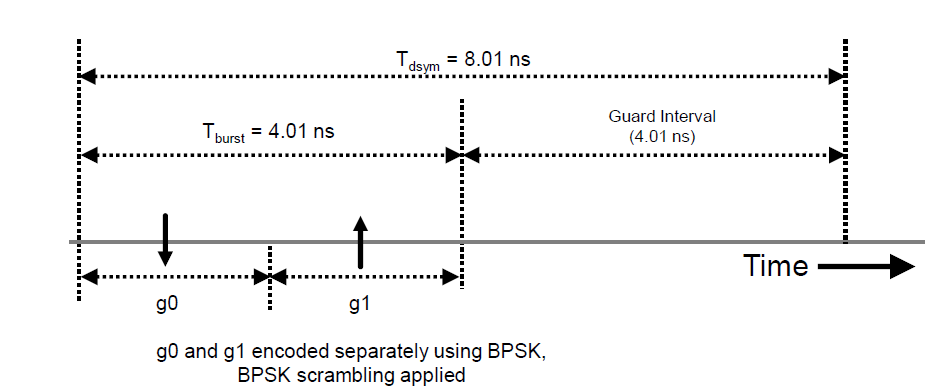 Tdsym = 8.01 ns
Tburst = 4.01 ns
Guard Interval
(4.01 ns)
Time
g0
g1
g0 and g1 encoded separately using BPSK,
BPSK scrambling applied